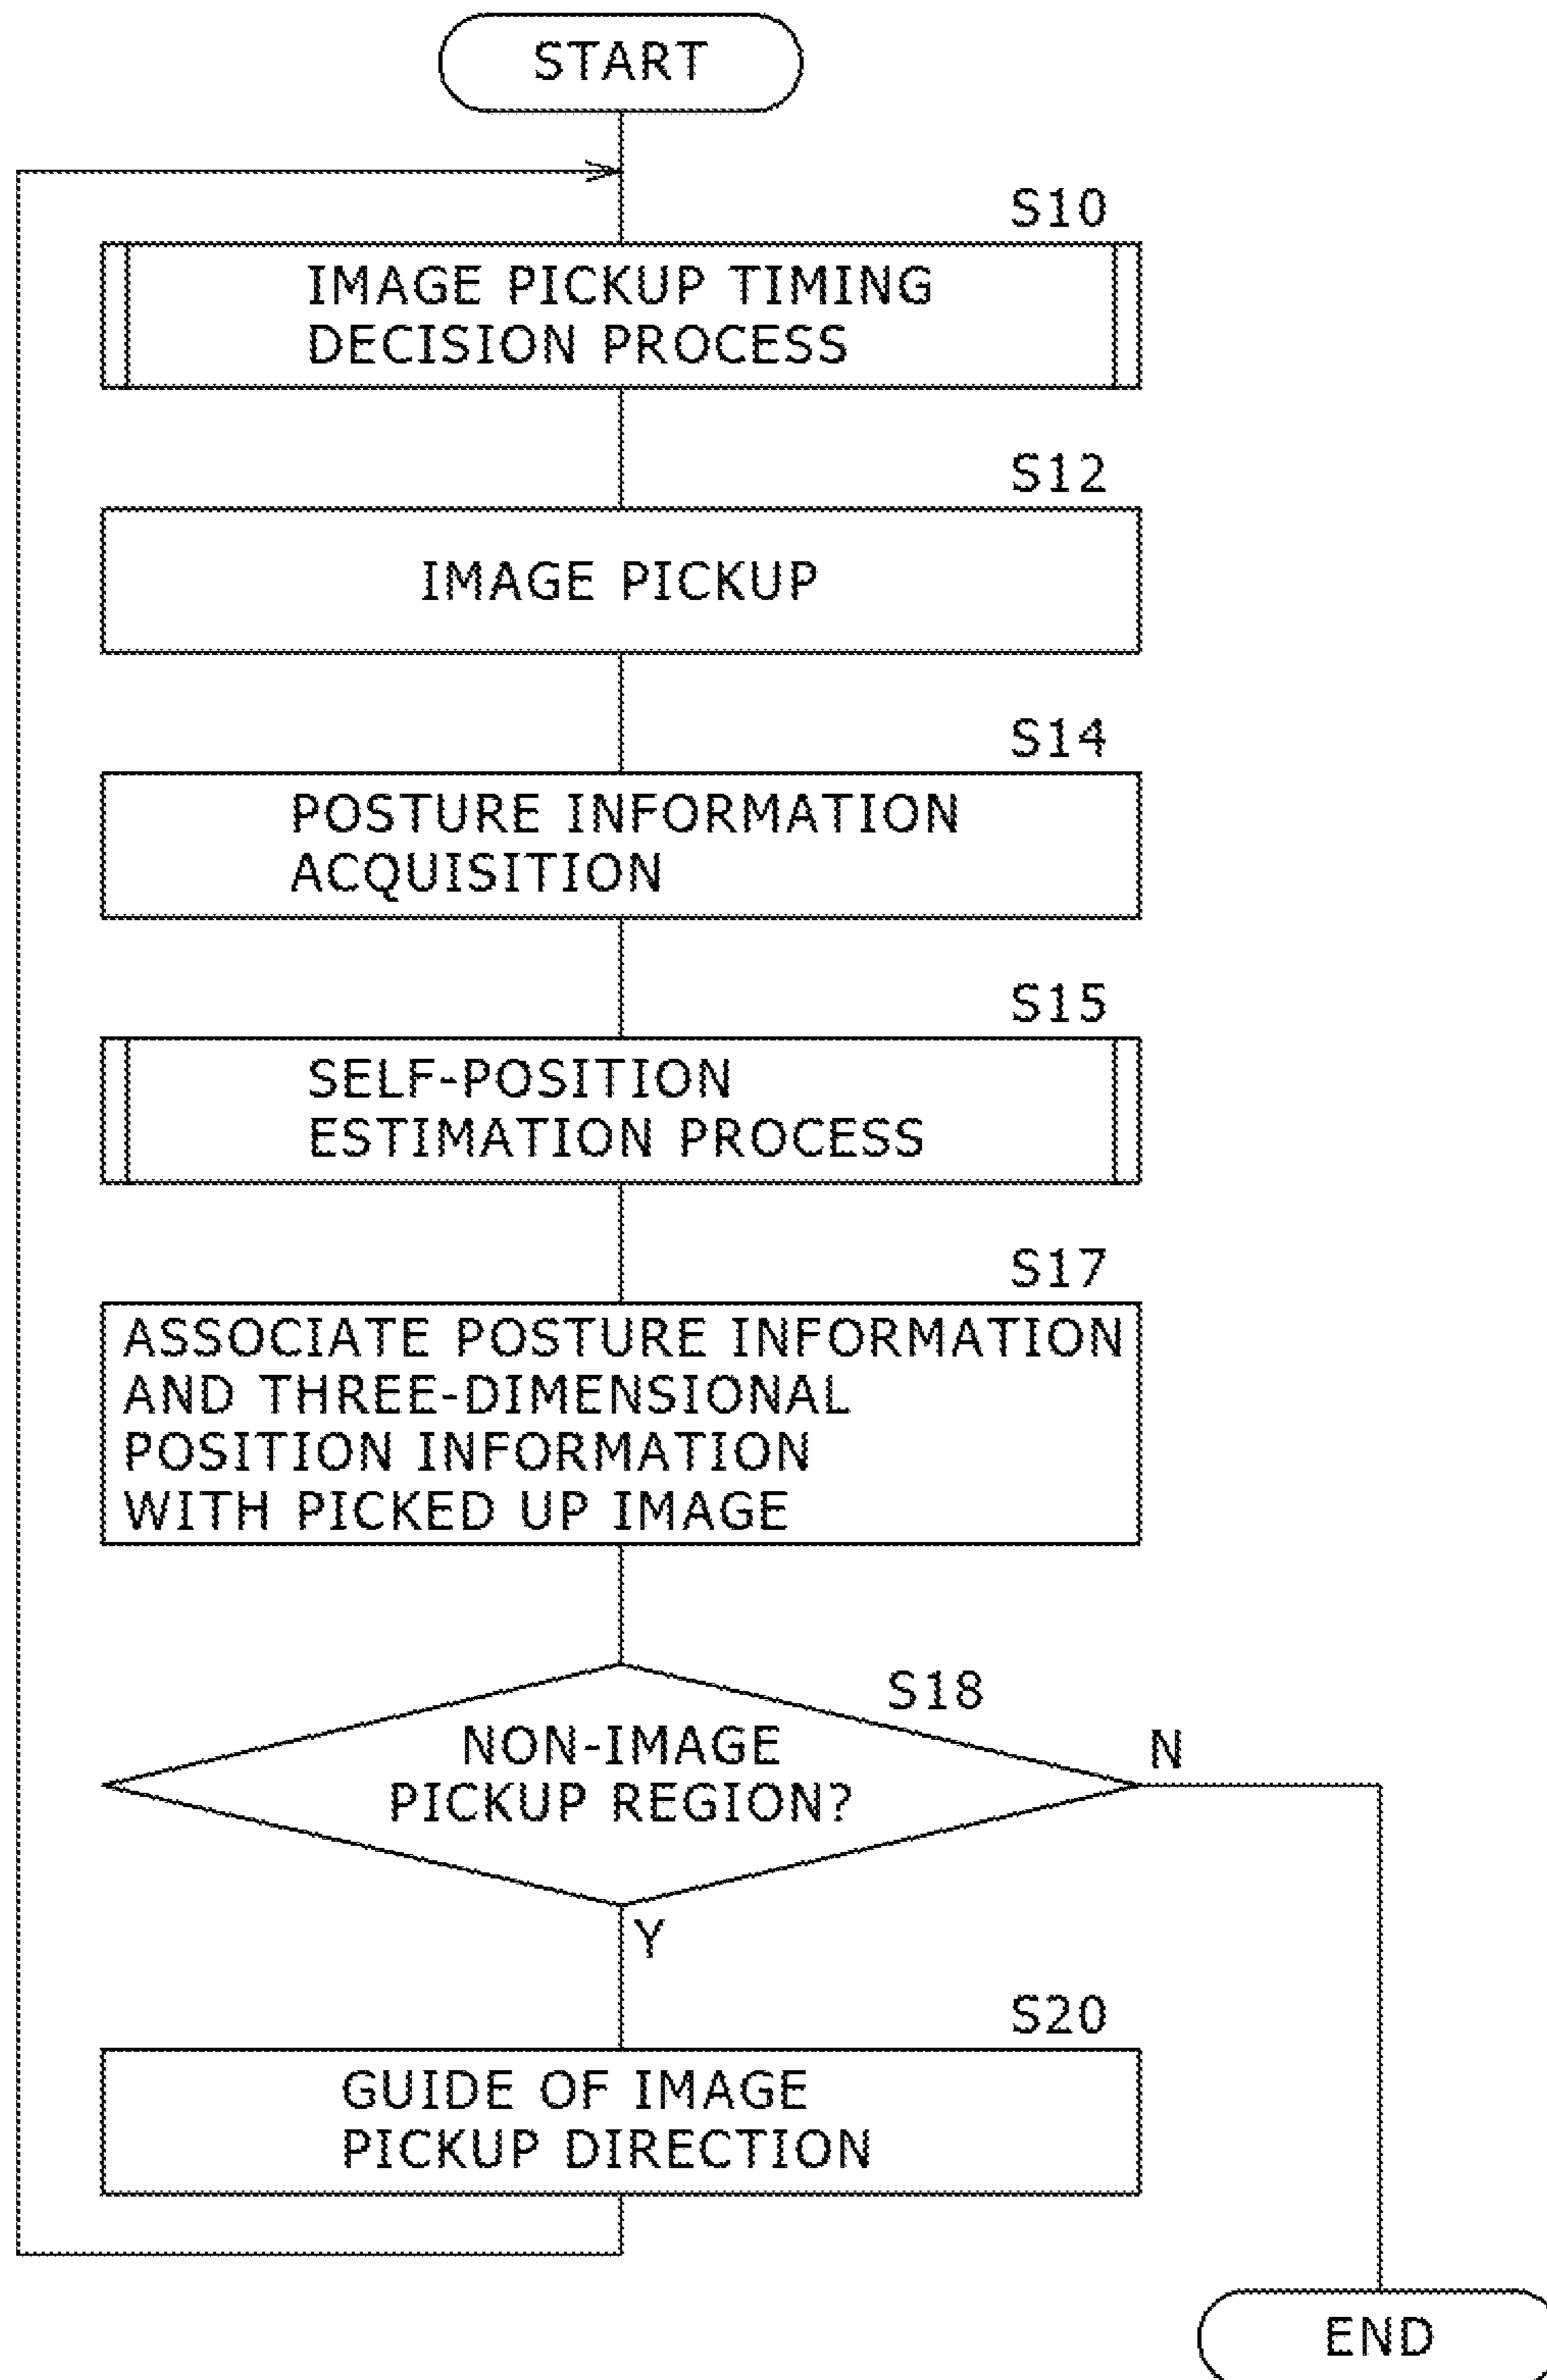 START
S10
IMAGE PICKUP TIMING
DECISION PROCESS
S12
IMAGE PICKUP
S14
POSTURE INFORMATION
ACQUISITION
S15
SELF-POSITION
ESTIMATION PROCESS
S17
ASSOCIATE POSTURE INFORMATION
AND THREE-DIMENSIONAL
POSITION INFORMATION
WITH PICKED UP IMAGE
S18
NON-IMAGE
PICKUP REGION?
N
Y
S20
GUIDE OF IMAGE
PICKUP DIRECTION
END